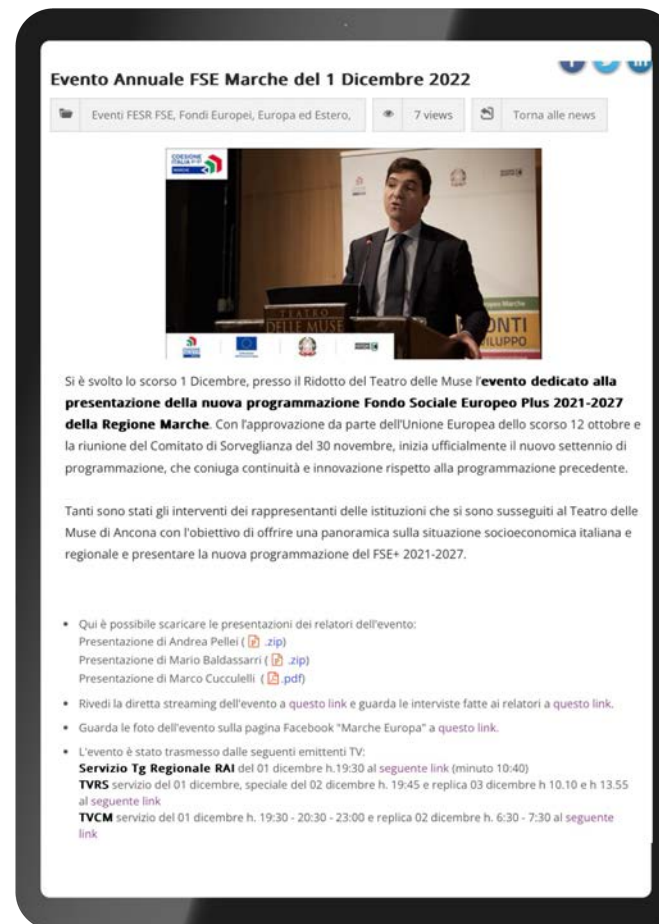 Evento Annuale FSE Marche del 1 Dicembre 2022
Eventi FESR FSE, Fondi Europei, Europa ed Estero,
7 views
Torna alle news
COESIONE
ITALIA 21-27
MARCHE
TEATRO
DELLE MUSE
opeo Marche
ONTI
VILUPPO
Si è svolto lo scorso 1 Dicembre, presso il Ridotto del Teatro delle Muse l'evento dedicato alla
presentazione della nuova programmazione Fondo Sociale Europeo Plus 2021-2027
della Regione Marche. Con l'approvazione da parte dell'Unione Europea dello scorso 12 ottobre e
la riunione del Comitato di Sorveglianza del 30 novembre, inizia ufficialmente il nuovo settennio di
programmazione, che coniuga continuità e innovazione rispetto alla programmazione precedente.
Tanti sono stati gli interventi dei rappresentanti delle istituzioni che si sono susseguiti al Teatro delle
Muse di Ancona con l'obiettivo di offrire una panoramica sulla situazione socioeconomica italiana e
regionale e presentare la nuova programmazione del FSE+ 2021-2027.
• Qui è possibile scaricare le presentazioni dei relatori dell'evento:
Presentazione di Andrea Pellei ( .zip)
Presentazione di Mario Baldassarri ( .zip)
Presentazione di Marco Cucculelli ( .pdf)
• Rivedi la diretta streaming dell'evento a questo link e guarda le interviste fatte ai relatori a questo link.
• Guarda le foto dell'evento sulla pagina Facebook "Marche Europa" a questo link.
• L'evento è stato trasmesso dalle seguenti emittenti TV:
Servizio Tg Regionale RAI del 01 dicembre h.19:30 al seguente link (minuto 10:40)
TVRS servizio del 01 dicembre, speciale del 02 dicembre h. 19:45 e replica 03 dicembre h 10.10 e h 13.55
al seguente link
TVCM servizio del 01 dicembre h. 19:30 - 20:30 - 23:00 e replica 02 dicembre h. 6:30 - 7:30 al seguente
link